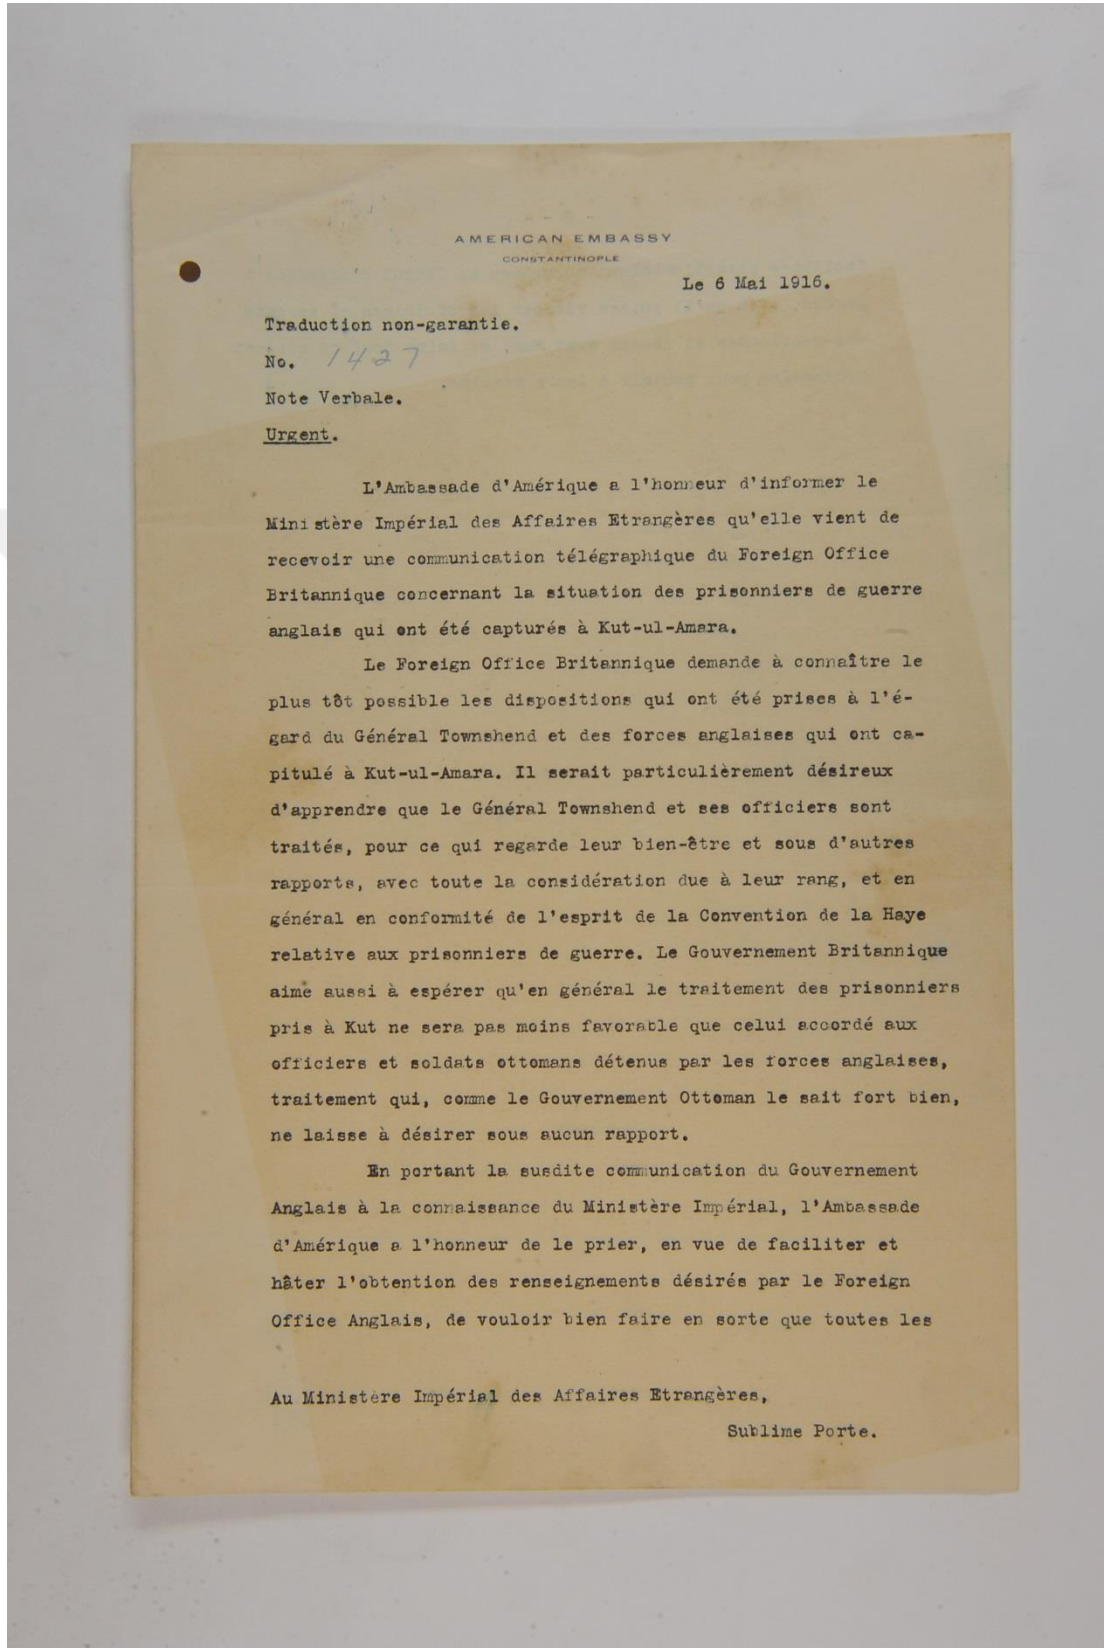 AMERICAN EMBASSY
CONSTANTINOPLE
Le 6 Mai 1916.
Traduction non-garantie.
No. 1427
Note Verbale.
Urgent.
L'Ambassade d'Amérique a l'honneur d'informer le
Ministère Impérial des Affaires Etrangères qu'elle vient de
recevoir une communication télégraphique du Foreign Office
Britannique concernant la situation des prisonniers de guerre
anglais qui ont été capturés à Kut-ul-Amara.
Le Foreign Office Britannique demande à connaître le
plus tôt possible les dispositions qui ont été prises à l'é-
gard du Général Townshend et des forces anglaises qui ont ca-
pitulé à Kut-ul-Amara. Il serait particulièrement désireux
d'apprendre que le Général Townshend et ses officiers sont
traités, pour ce qui regarde leur bien-être et sous d'autres
rapports, avec toute la considération due à leur rang, et en
général en conformité de l'esprit de la Convention de la Haye
relative aux prisonniers de guerre. Le Gouvernement Britannique
aime aussi à espérer qu'en général le traitement des prisonniers
pris à Kut ne sera pas moins favorable que celui accordé aux
officiers et soldats ottomans détenus par les forces anglaises,
traitement qui, comme le Gouvernement Ottoman le sait fort bien,
ne laisse à désirer sous aucun rapport.
En portant la susdite communication du Gouvernement
Anglais à la connaissance du Ministère Impérial, l'Ambassade
d'Amérique a l'honneur de le prier, en vue de faciliter et
hâter l'obtention des renseignements désirés par le Foreign
Office Anglais, de vouloir bien faire en sorte que toutes les
Au Ministère Impérial des Affaires Etrangères,
Sublime Porte.